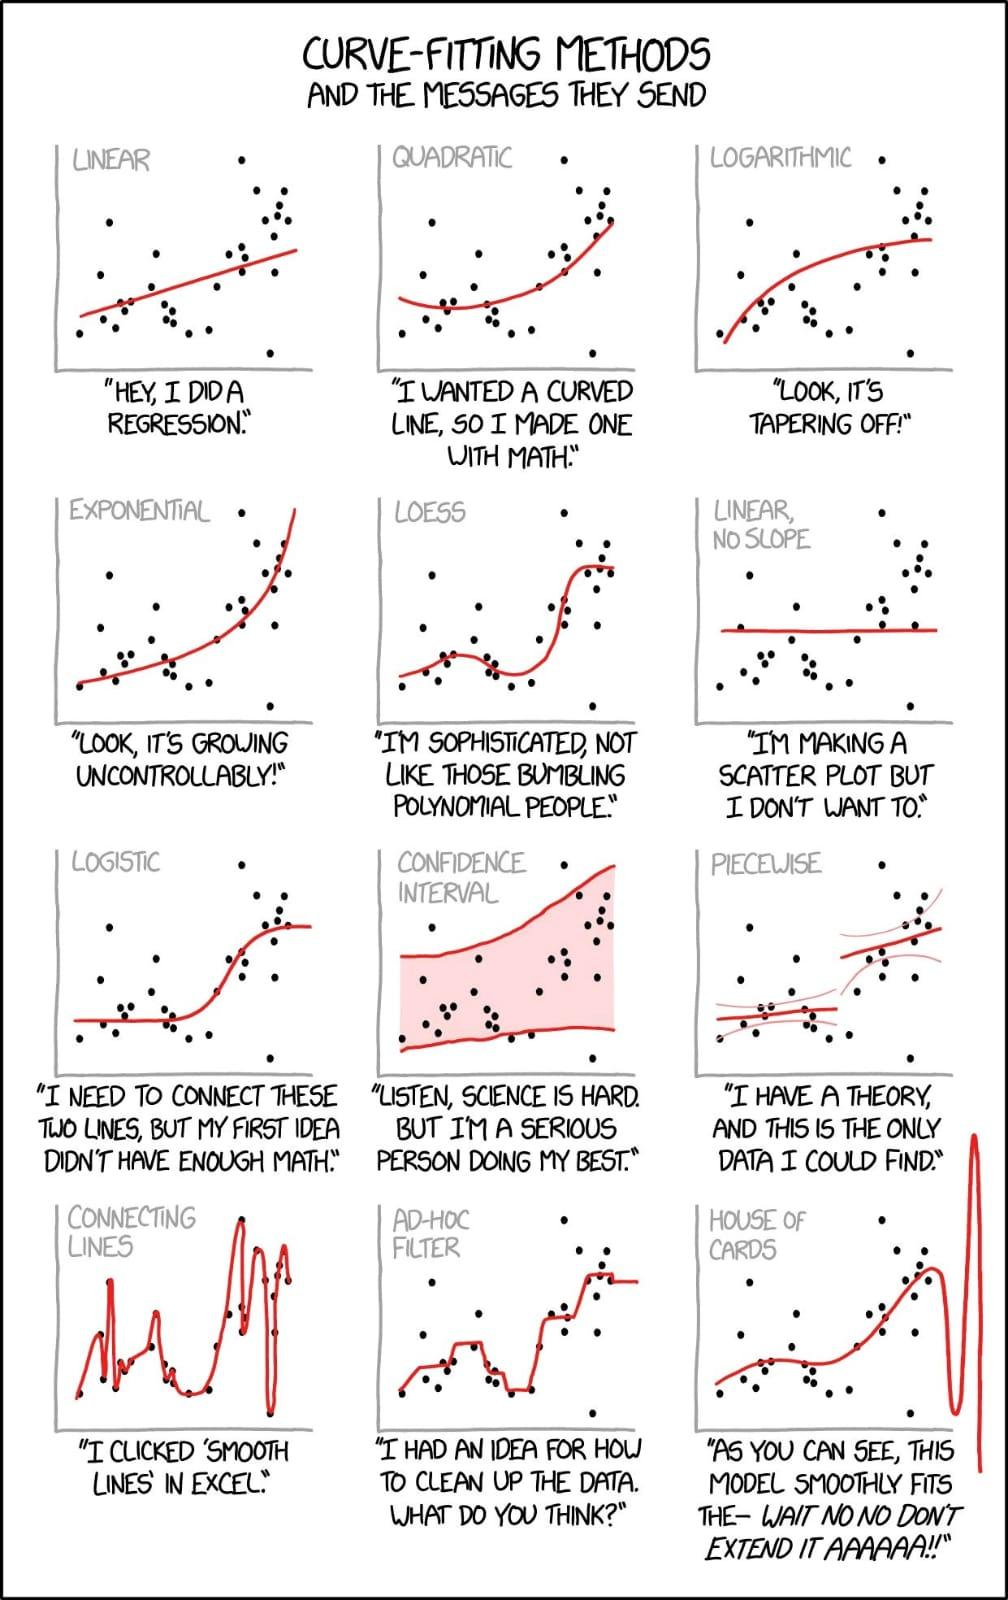 CURVE-FITTING METHODS
AND THE MESSAGES THEY SEND
LINEAR
"HEY, I DID A
REGRESSION."
QUADRATIC
"I WANTED A CURVED
LINE, SO I MADE ONE
WITH MATH."
LOGARITHMIC
"LOOK, IT'S
TAPERING OFF!"
EXPONENTIAL
"LOOK, IT'S GROWING
UNCONTROLLABLY!"
LOESS
"I'M SOPHISTICATED, NOT
LIKE THOSE BUMBLING
POLYNOMIAL PEOPLE."
LINEAR,
NO SLOPE
"I'M MAKING A
SCATTER PLOT BUT
I DON'T WANT TO."
LOGISTIC
"I NEED TO CONNECT THESE
TWO LINES, BUT MY FIRST IDEA
DIDN'T HAVE ENOUGH MATH."
CONFIDENCE
INTERVAL
"LISTEN, SCIENCE IS HARD.
BUT I'M A SERIOUS
PERSON DOING MY BEST."
PIECEWISE
"I HAVE A THEORY,
AND THIS IS THE ONLY
DATA I COULD FIND."
CONNECTING
LINES
"I CLICKED 'SMOOTH
LINES' IN EXCEL."
AD-HOC
FILTER
"I HAD AN IDEA FOR HOW
TO CLEAN UP THE DATA.
WHAT DO YOU THINK?"
HOUSE OF
CARDS
"AS YOU CAN SEE, THIS
MODEL SMOOTHLY FITS
THE- WAIT NO NO DON'T
EXTEND IT AAAAAA!!"